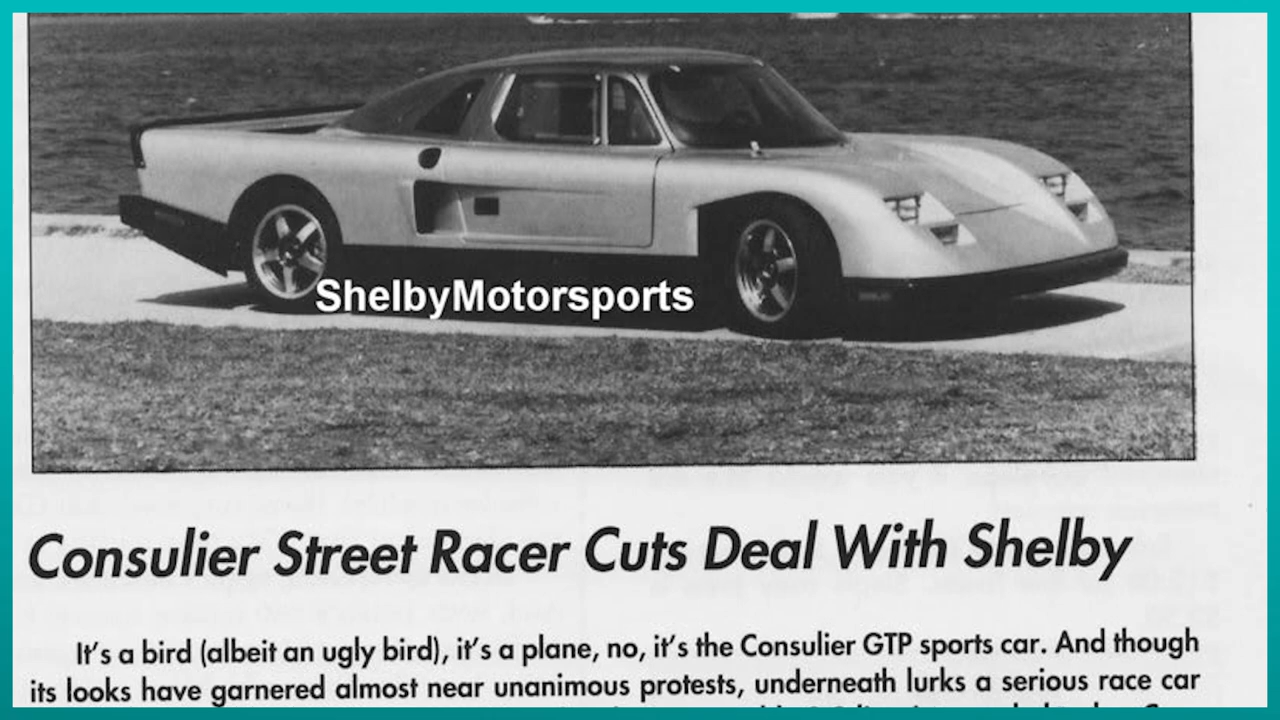 ShelbyMotorsports
Consulier Street Racer Cuts Deal With Shelby
It's a bird (albeit an ugly bird), it's a plane, no, it's the Consulier GTP sports car. And though
its looks have garnered almost near unanimous protests, underneath lurks a serious race car